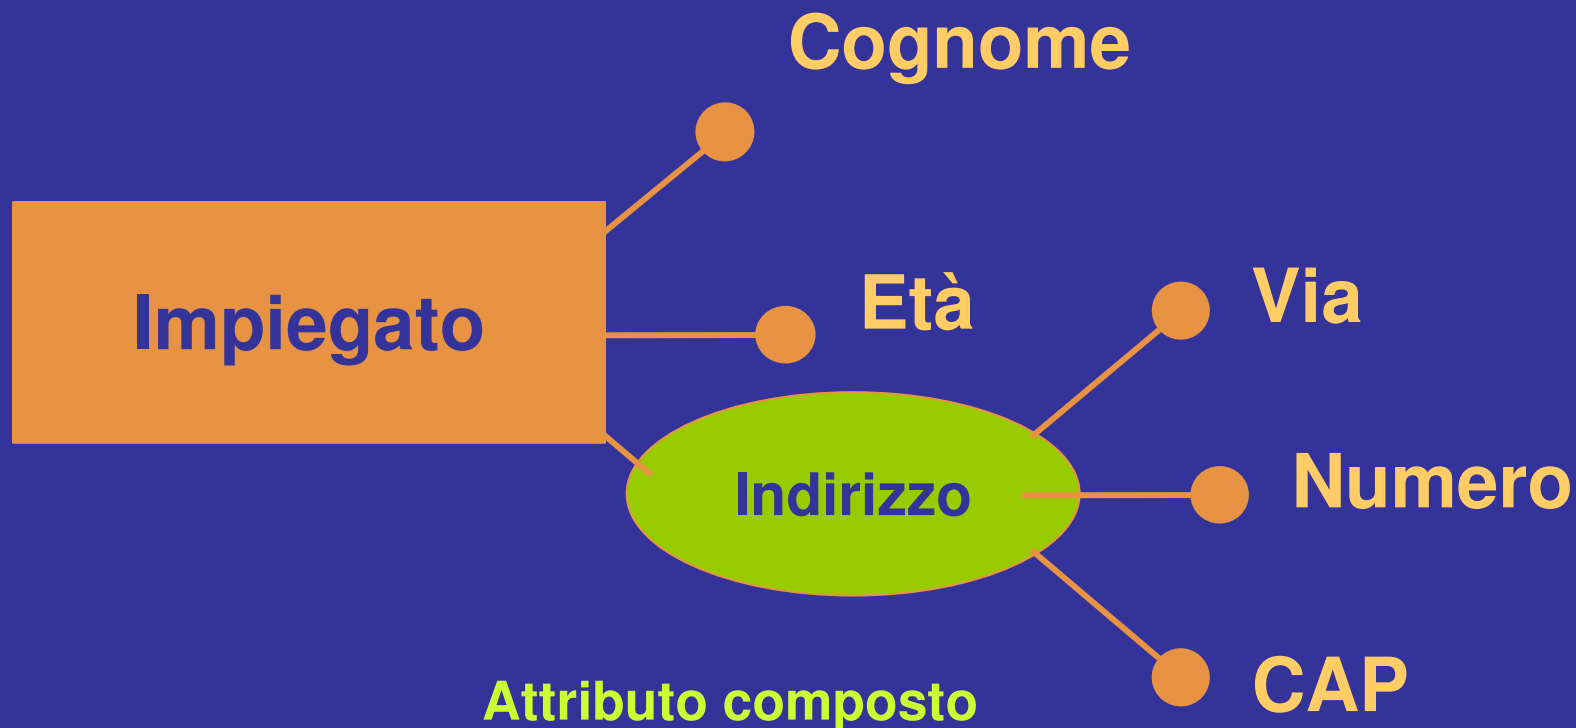 Cognome
Impiegato
Età
Via
Indirizzo
Numero
CAP
Attributo composto